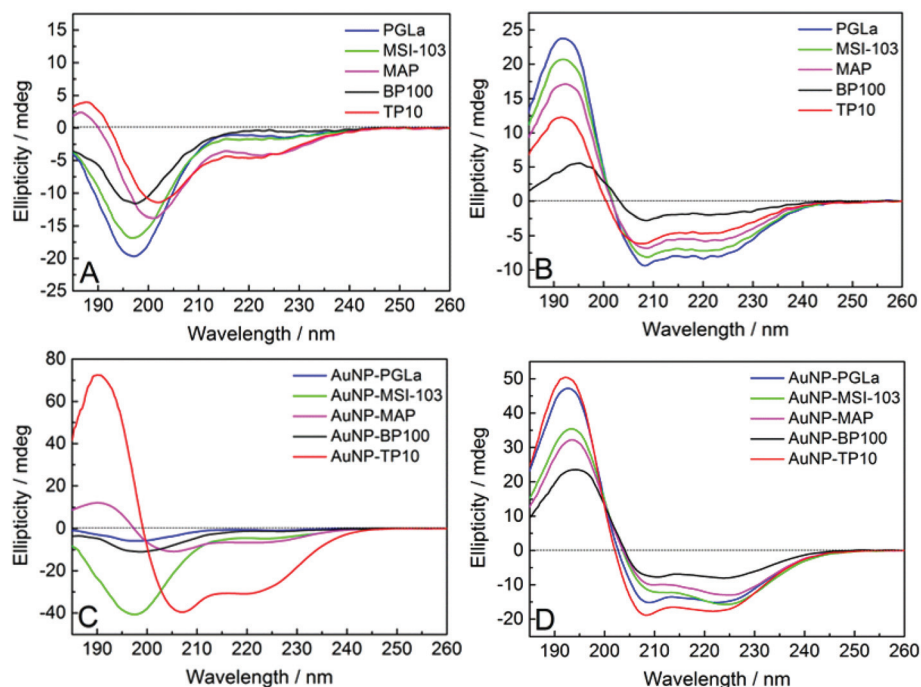 15
10
5
0
-5
-10
-15
-20
-25
Ellipticity / mdeg
PGLa
MSI-103
MAP
BP100
TP10
A
190 200 210 220 230 240 250 260
Wavelength / nm
25
20
15
10
5
0
-5
-10
Ellipticity / mdeg
PGLa
MSI-103
MAP
BP100
TP10
B
190 200 210 220 230 240 250 260
Wavelength / nm
80
60
40
20
0
-20
-40
-60
Ellipticity / mdeg
AuNP-PGLa
AuNP-MSI-103
AuNP-MAP
AuNP-BP100
AuNP-TP10
C
190 200 210 220 230 240 250 260
Wavelength / nm
50
40
30
20
10
0
-10
-20
Ellipticity / mdeg
AuNP-PGLa
AuNP-MSI-103
AuNP-MAP
AuNP-BP100
AuNP-TP10
D
190 200 210 220 230 240 250 260
Wavelength / nm